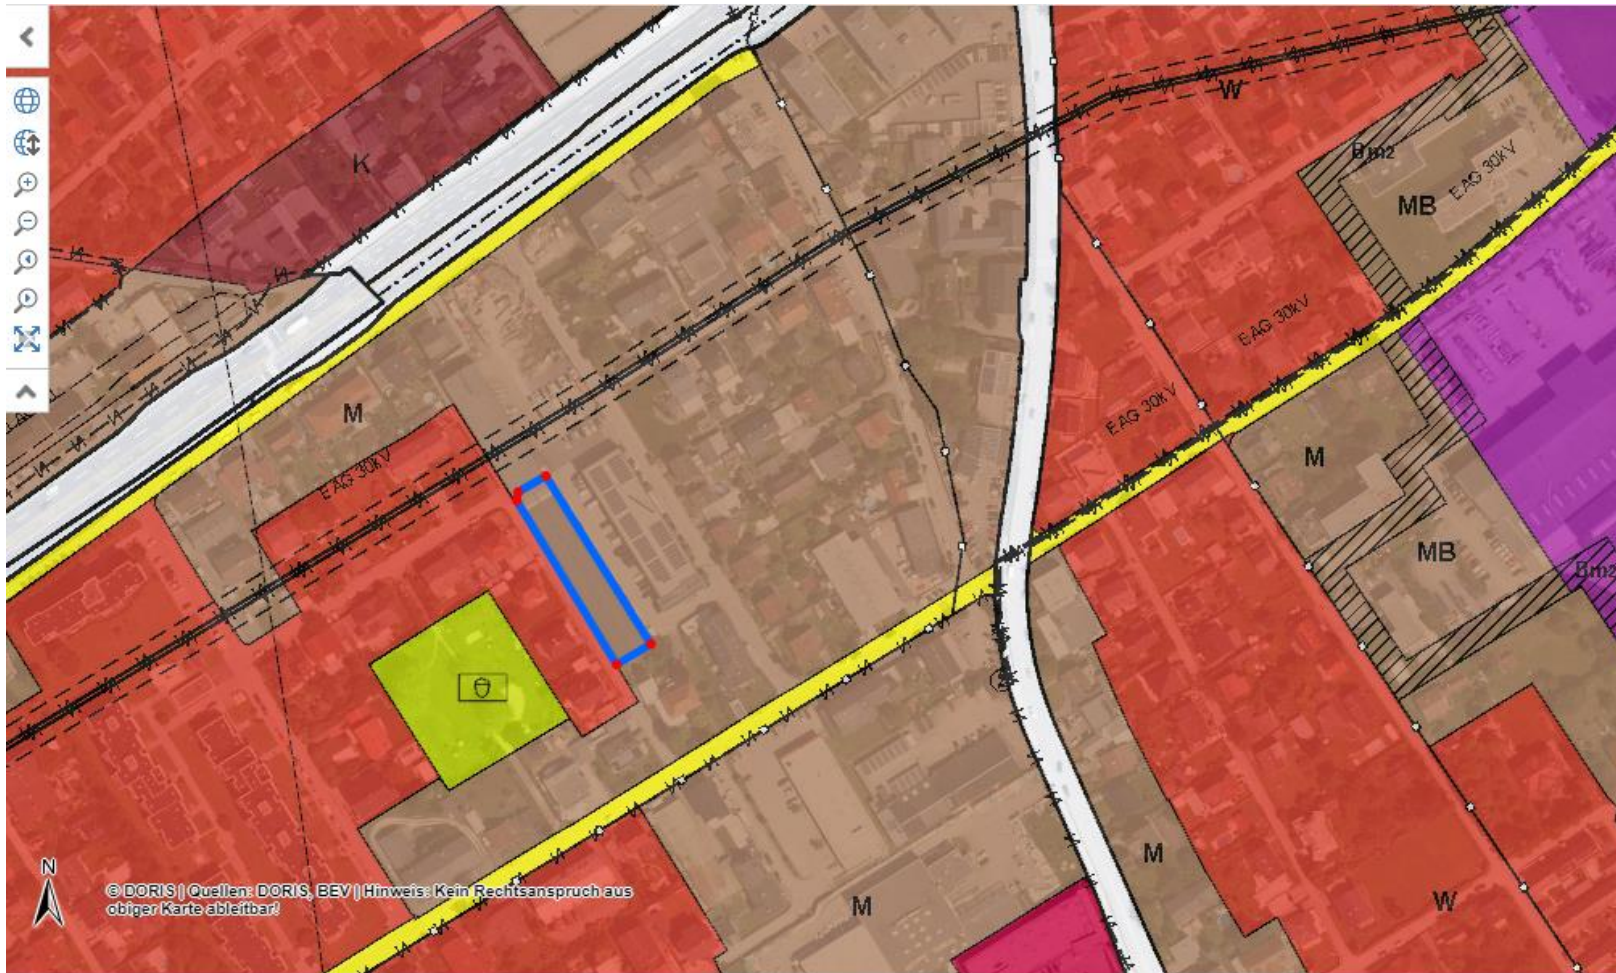 W
K
Bm2
MB
EAG 30kV
EAG 30kV
EAG 30kV
M
EAG 30kV
M
MB
Bm2
M
W
M
N
© DORIS | Quellen: DORIS, BEV | Hinweis: Kein Rechtsanspruch aus
obiger Karte ableitbar!